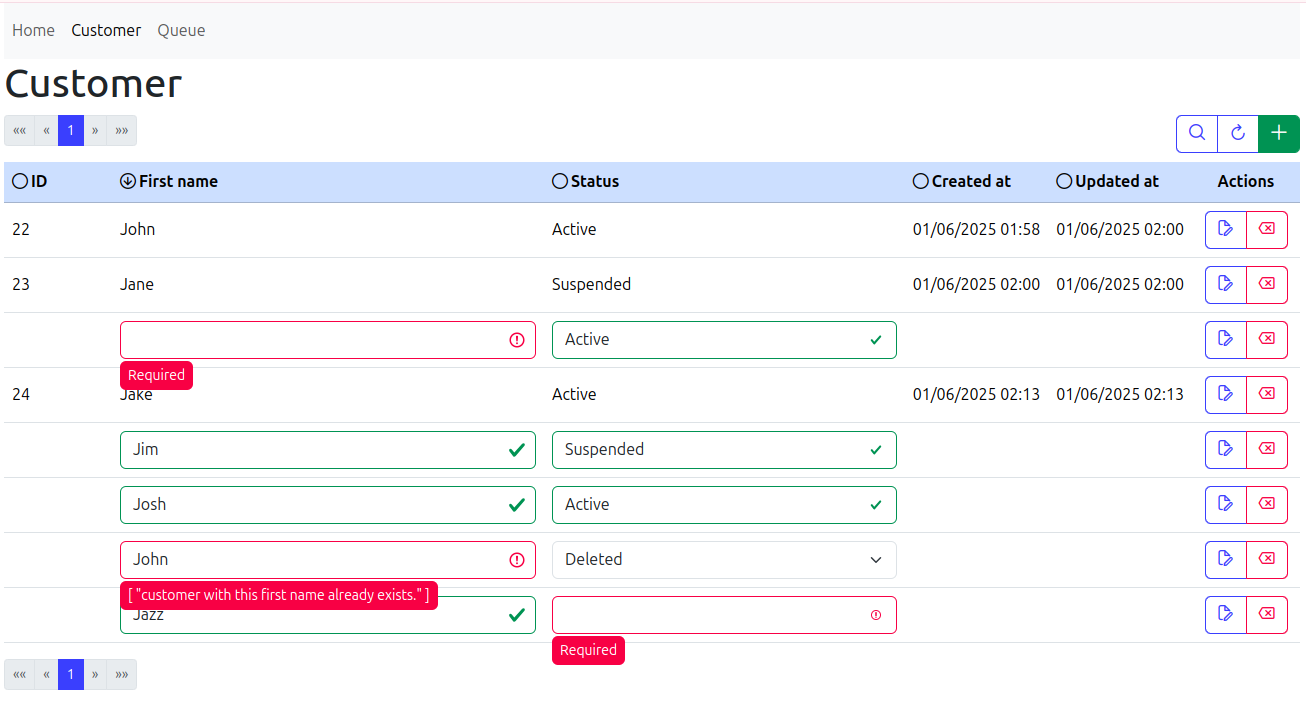 Home Customer Queue
Customer
«« « 1 » »»
ID First name Status Created at Updated at Actions
22 John Active 01/06/2025 01:58 01/06/2025 02:00
23 Jane Suspended 01/06/2025 02:00 01/06/2025 02:00
Active
Required
24 Jake Active 01/06/2025 02:13 01/06/2025 02:13
Jim Suspended
Josh Active
John Deleted
[ "customer with this first name already exists." ]
Jazz
Required
«« « 1 » »»